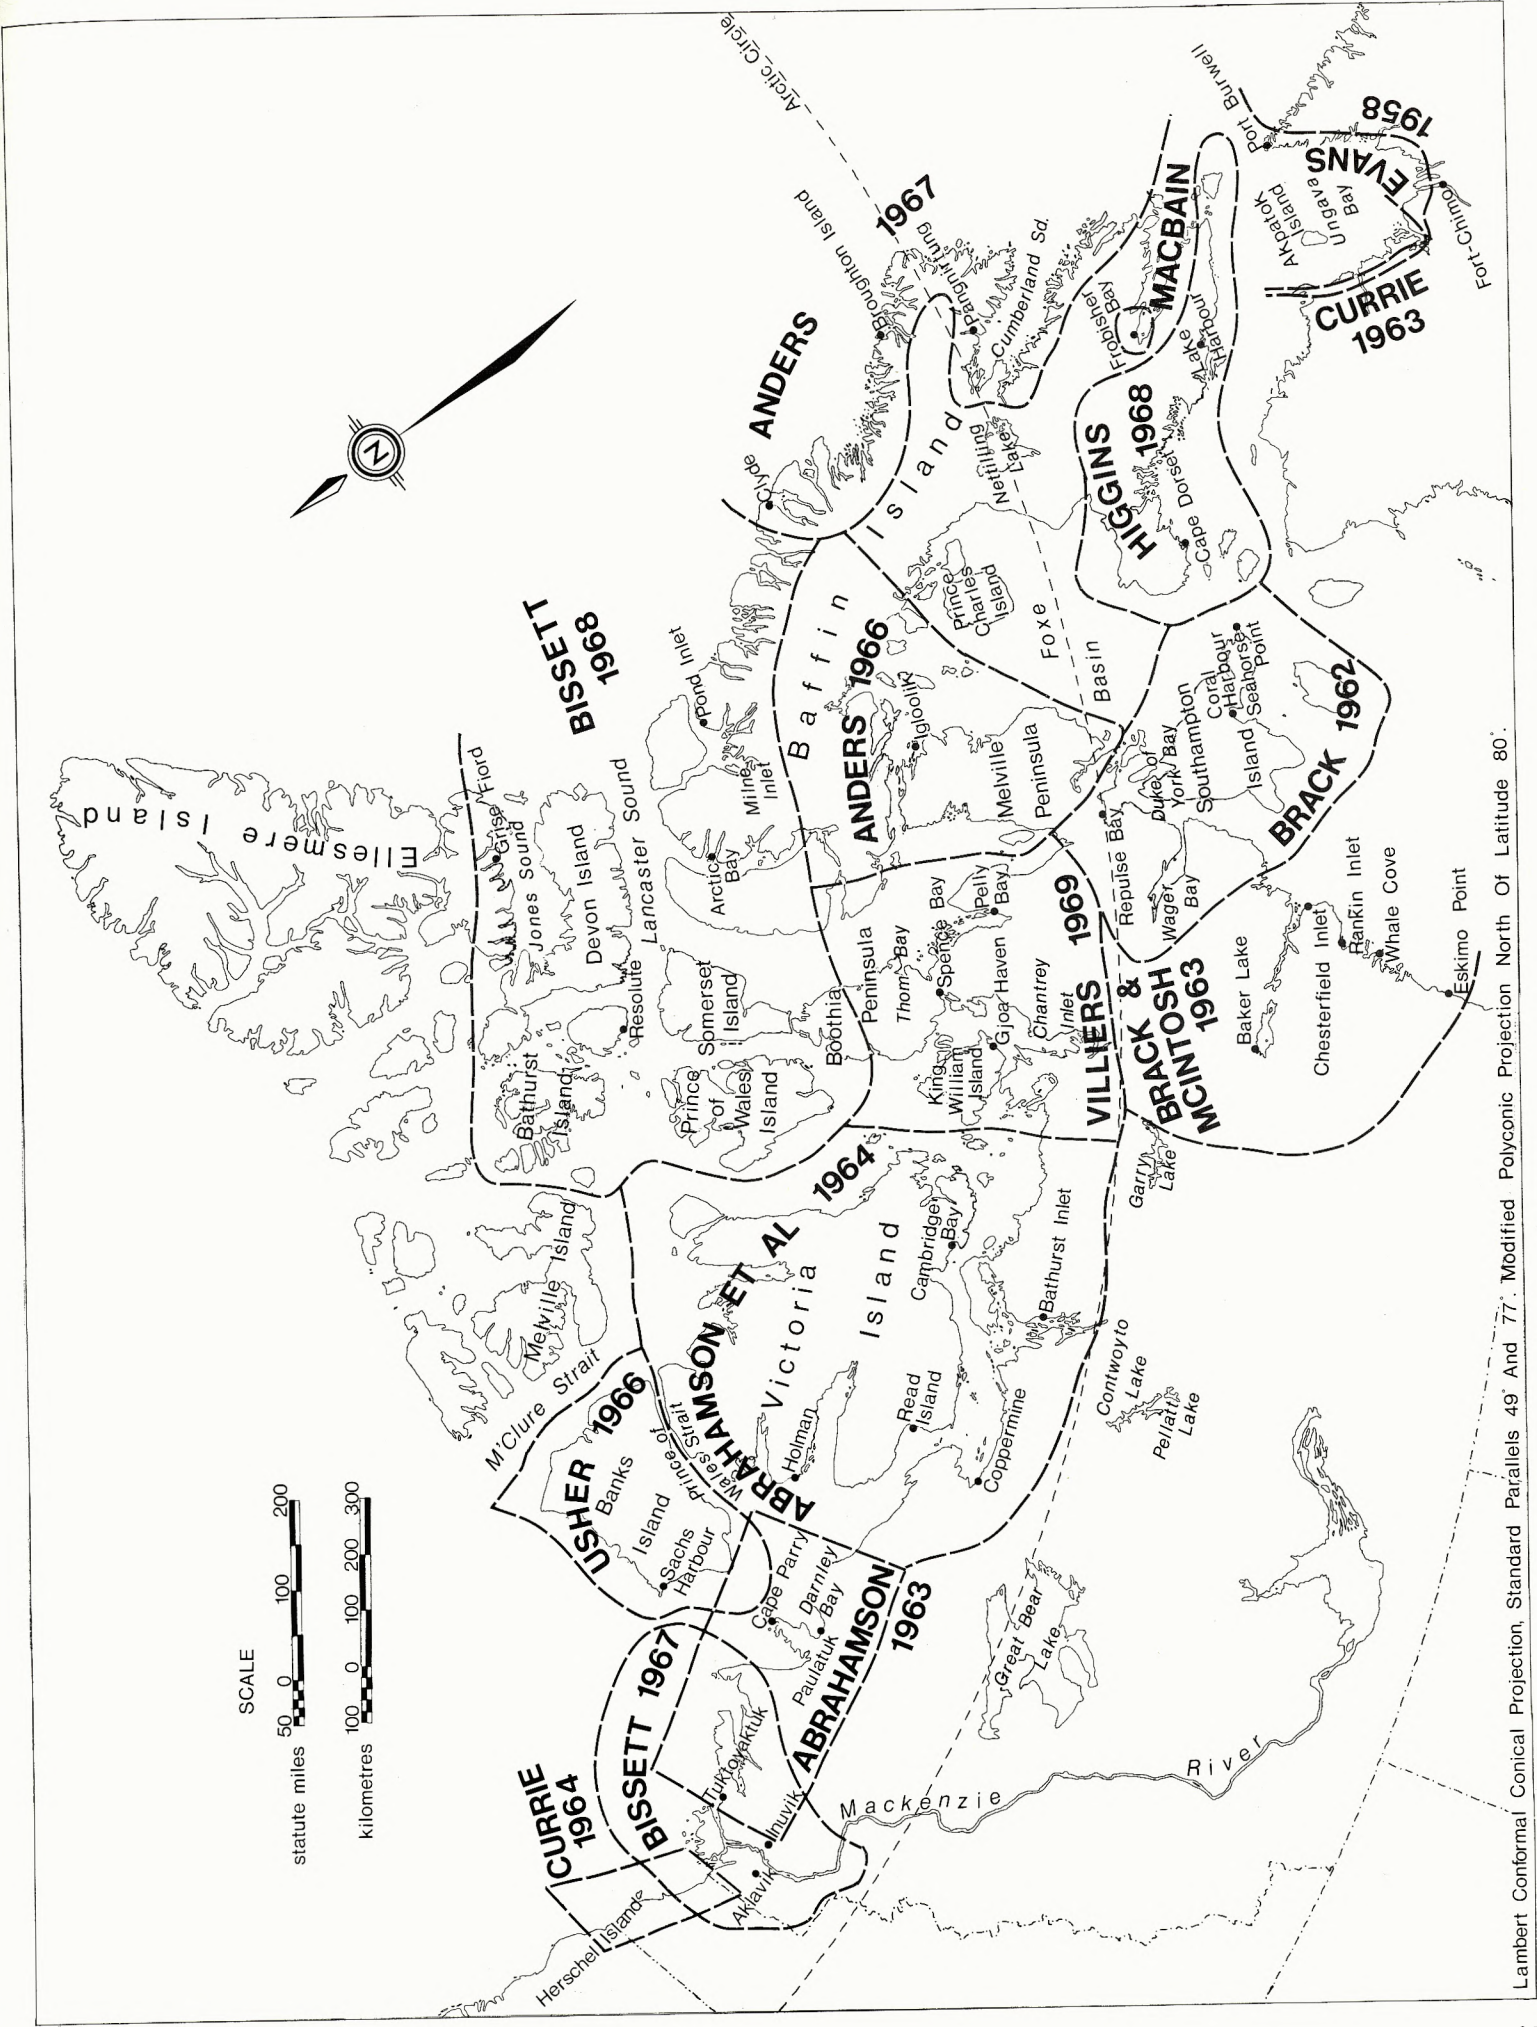 SCALE
50 0 100 200
statute miles
100 0 100 200 300
kilometres
N
Arctic Circle
Ellesmere Island
Grise Fiord
Jones Sound
Devon Island
Lancaster Sound
Resolute
Bathurst
Island
Somerset
Island
Prince
of
Wales
Island
BISSETT
1968
Pond Inlet
Milne
Inlet
Arctic
Bay
Baffin
Island
Clyde
ANDERS
1967
Broughton Island
Pangnirtung
Cumberland Sd.
Nettilling
Lake
Frobisher
Bay
MACBAIN
Lake
Harbour
HIGGINS
1968
Cape Dorset
Port Burwell
Akpatok
Island
Ungava
Bay
EVANS
1958
Fort-Chimo
CURRIE
1963
Prince
Charles
Island
Foxe
Basin
ANDERS 1966
Igloolik
Melville
Peninsula
Repulse Bay
Duke of
York Bay
Southampton
Island
Coral
Harbour
Seahorse
Point
BRACK 1962
Wager
Bay
Boothia
Peninsula
Thom Bay
Spence Bay
Pelly
Bay
Gjoa Haven
King
William
Island
Chantrey
Inlet
VILLIERS 1969
BRACK &
MCINTOSH
1963
Baker Lake
Chesterfield Inlet
Rankin Inlet
Whale Cove
Eskimo Point
Garry
Lake
Melville Island
M'Clure Strait
USHER 1966
Banks
Island
Sachs
Harbour
Prince of
Wales Strait
ABRAHAMSON ET AL 1964
Victoria
Island
Holman
Read
Island
Cambridge
Bay
Bathurst Inlet
Coppermine
Contwoyto
Lake
Pellatt
Lake
Cape Parry
Darnley
Bay
Paulatuk
ABRAHAMSON
1963
Great Bear
Lake
Mackenzie River
BISSETT 1967
Tuktoyaktuk
Inuvik
Aklavik
CURRIE
1964
Herschel Island
Lambert Conformal Conical Projection, Standard Parallels 49° And 77°. Modified Polyconic Projection North Of Latitude 80°.